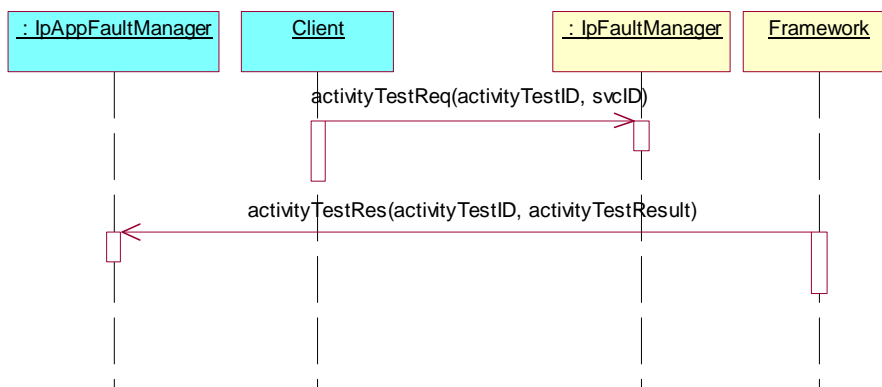 : IpAppFaultManager
Client
: IpFaultManager
Framework
activityTestReq(activityTestID, svcID)
activityTestRes(activityTestID, activityTestResult)